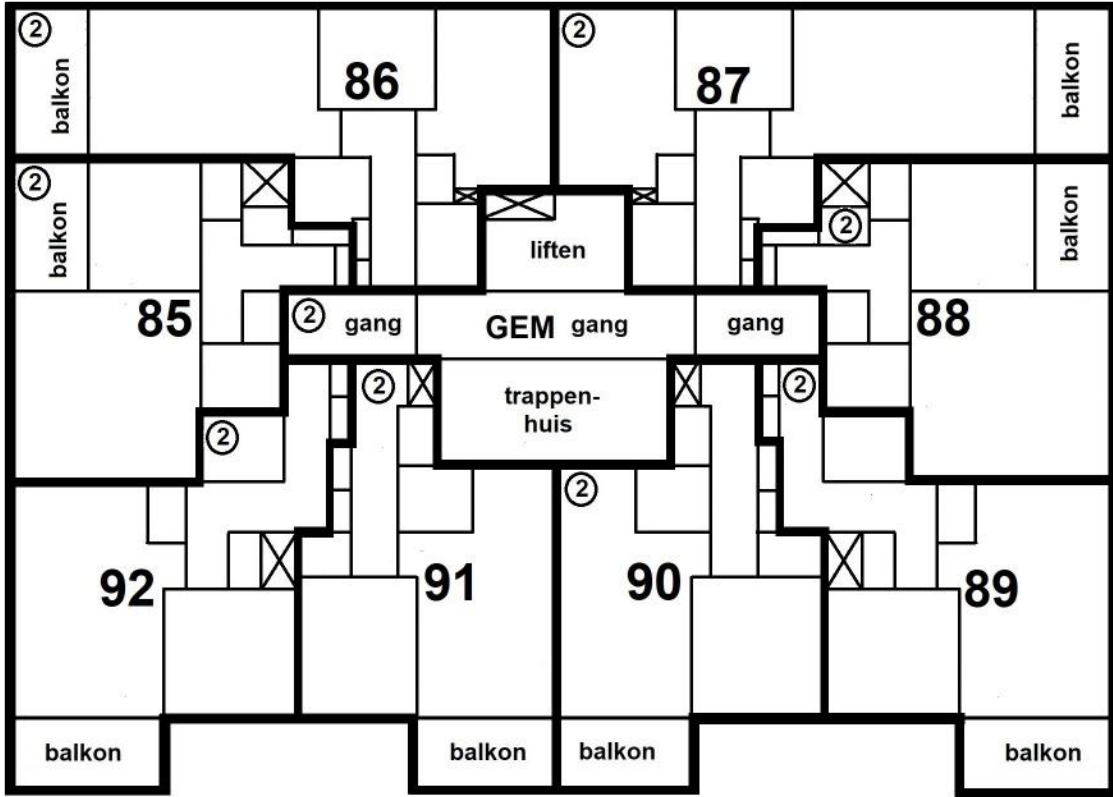 2
2
balkon
86
87
balkon
2
balkon
2
balkon
liften
85
2
gang
GEM gang
gang
88
2
2
trappen-
huis
2
2
92
91
90
89
balkon
balkon
balkon
balkon